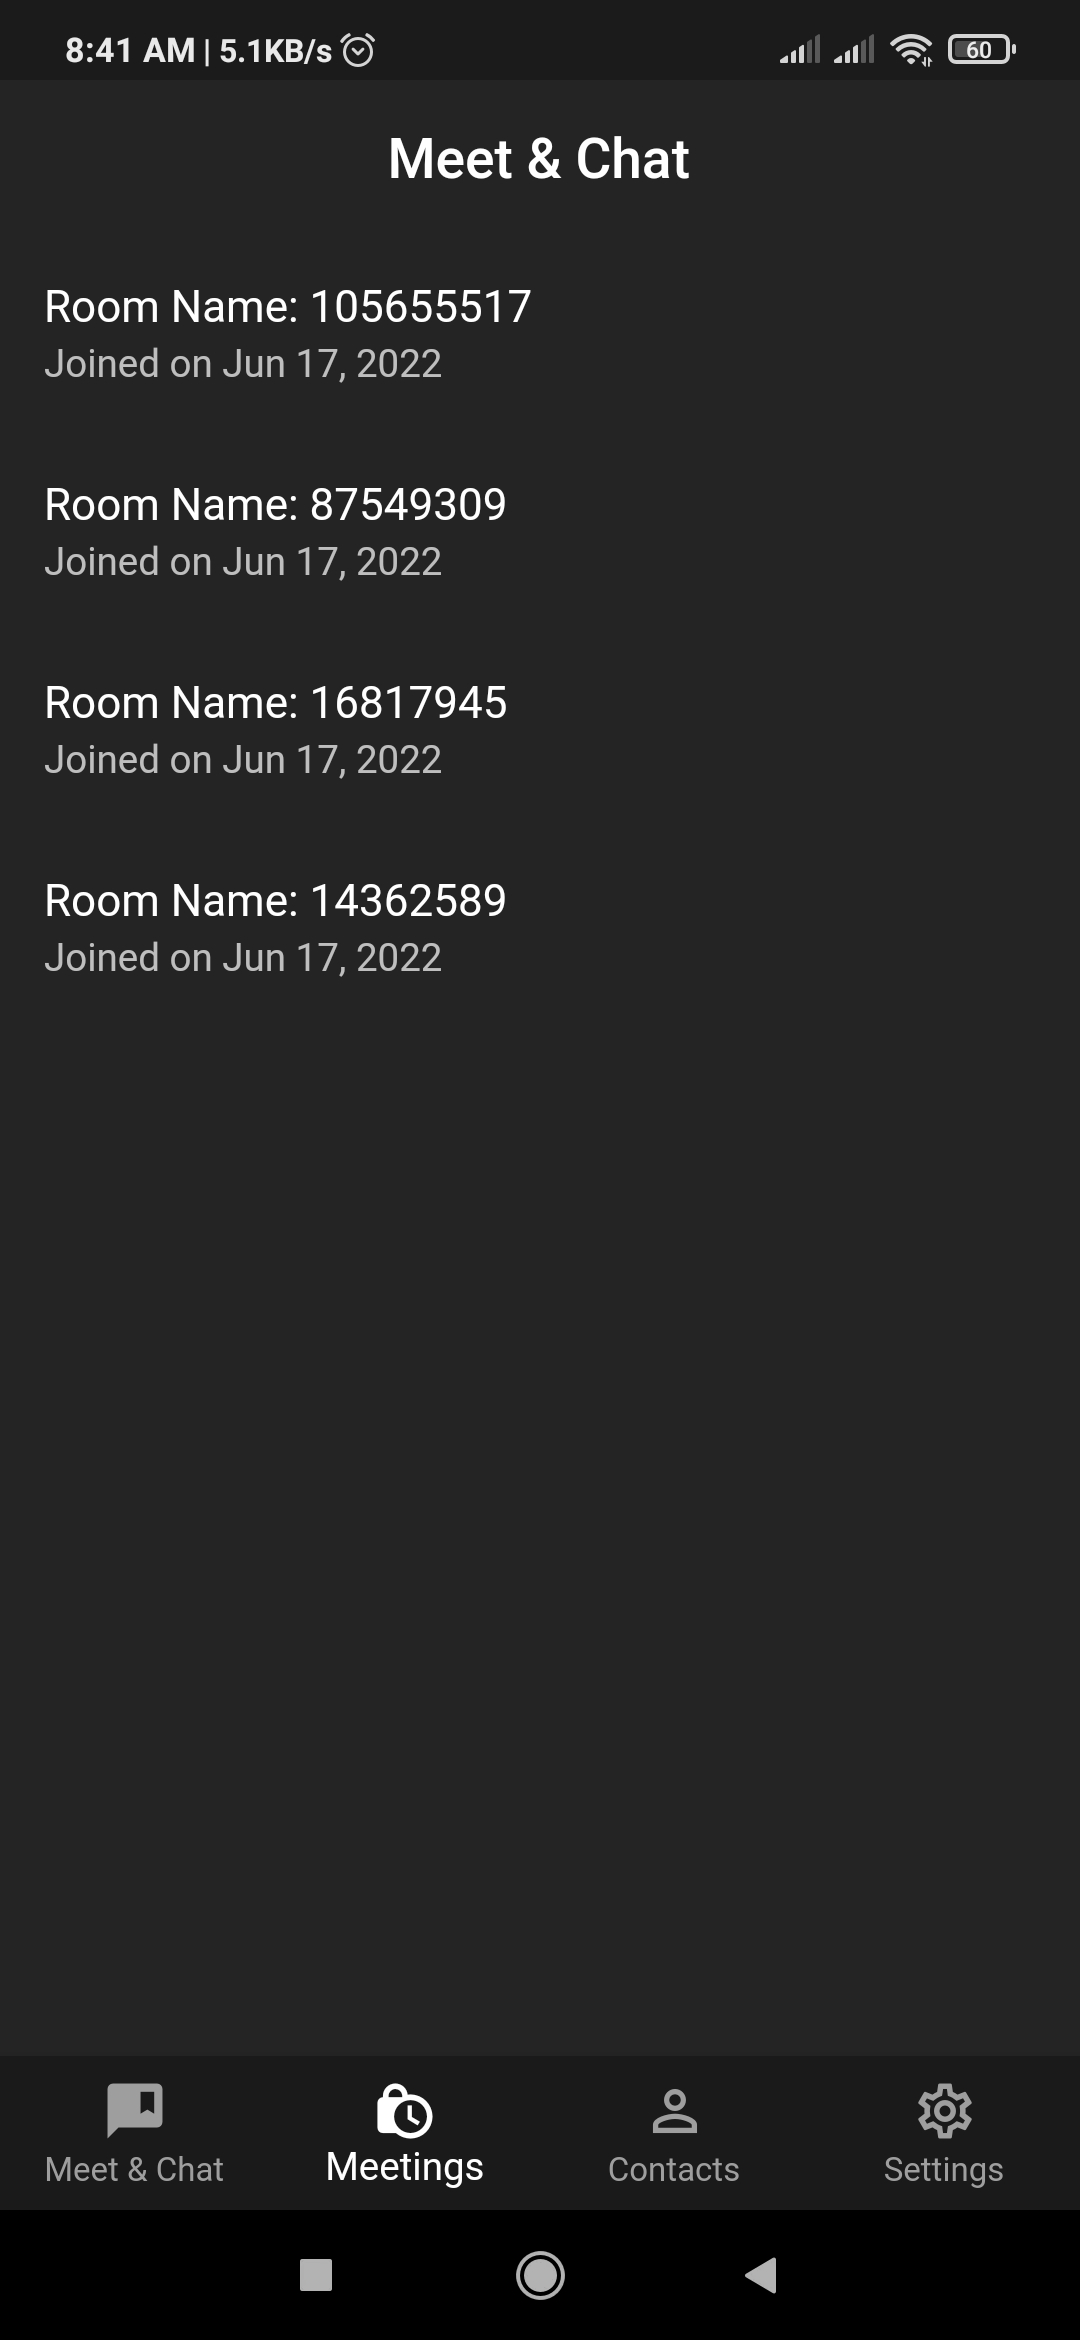 8:41 AM | 5.1KB/s
60
Meet & Chat
Room Name: 105655517
Joined on Jun 17, 2022
Room Name: 87549309
Joined on Jun 17, 2022
Room Name: 16817945
Joined on Jun 17, 2022
Room Name: 14362589
Joined on Jun 17, 2022
Meet & Chat
Meetings
Contacts
Settings